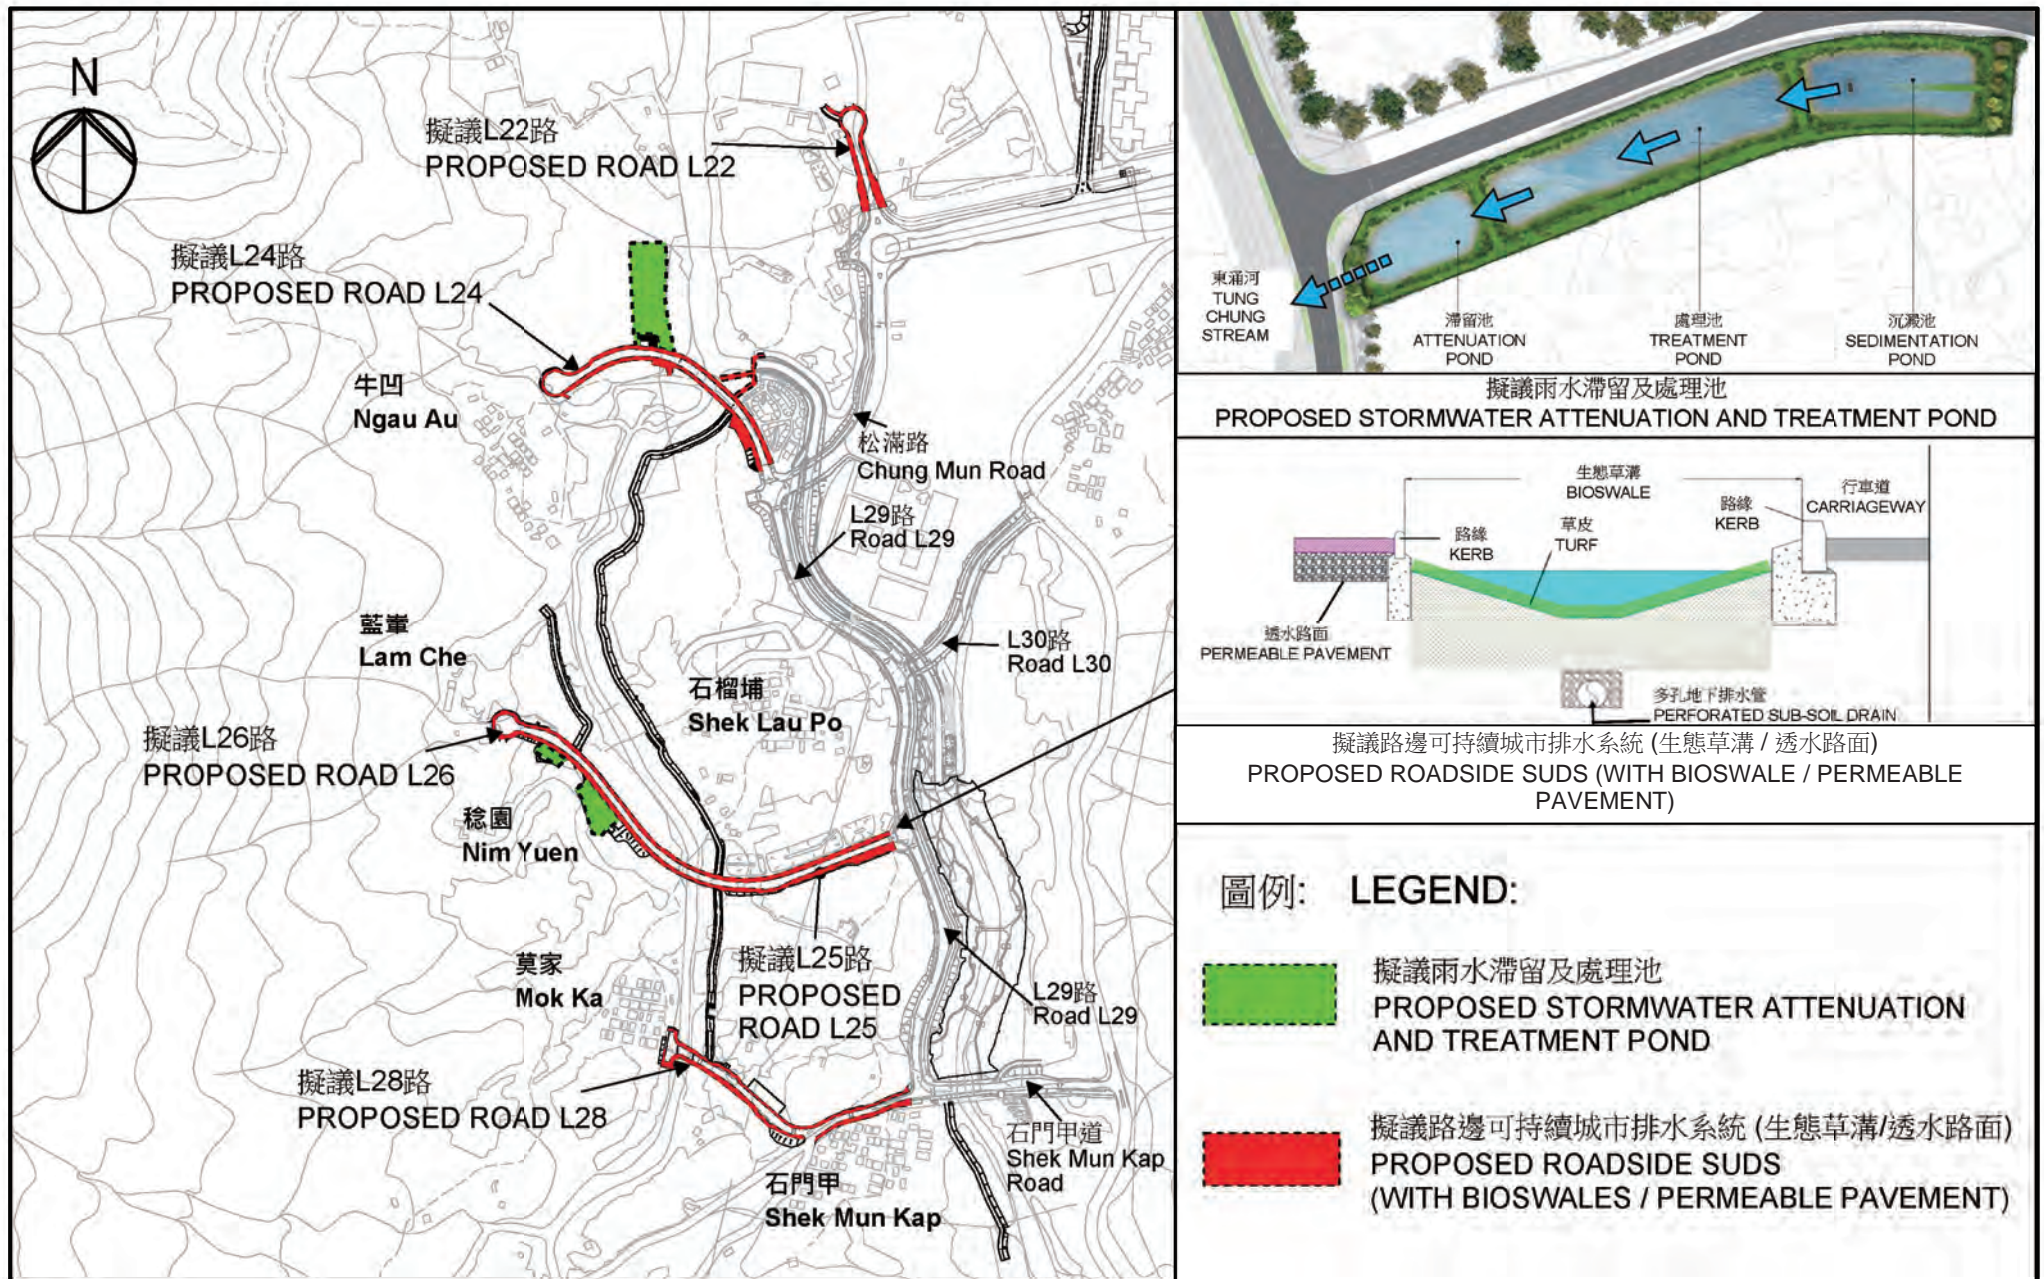 N
擬議L22路
PROPOSED ROAD L22
擬議L24路
PROPOSED ROAD L24
牛凹
Ngau Au
松滿路
Chung Mun Road
L29路
Road L29
藍輋
Lam Che
L30路
Road L30
石榴埔
Shek Lau Po
擬議L26路
PROPOSED ROAD L26
稔園
Nim Yuen
莫家
Mok Ka
擬議L25路
PROPOSED
ROAD L25
L29路
Road L29
擬議L28路
PROPOSED ROAD L28
石門甲道
Shek Mun Kap
Road
石門甲
Shek Mun Kap
東涌河
TUNG
CHUNG
STREAM
滯留池
ATTENUATION
POND
處理池
TREATMENT
POND
沉澱池
SEDIMENTATION
POND
擬議雨水滯留及處理池
PROPOSED STORMWATER ATTENUATION AND TREATMENT POND
生態草溝
BIOSWALE
路緣
KERB
行車道
CARRIAGEWAY
路緣
KERB
草皮
TURF
透水路面
PERMEABLE PAVEMENT
多孔地下排水管
PERFORATED SUB-SOIL DRAIN
擬議路邊可持續城市排水系統 (生態草溝 / 透水路面)
PROPOSED ROADSIDE SUDS (WITH BIOSWALE / PERMEABLE
PAVEMENT)
圖例: LEGEND:
擬議雨水滯留及處理池
PROPOSED STORMWATER ATTENUATION
AND TREATMENT POND
擬議路邊可持續城市排水系統 (生態草溝/透水路面)
PROPOSED ROADSIDE SUDS
(WITH BIOSWALES / PERMEABLE PAVEMENT)